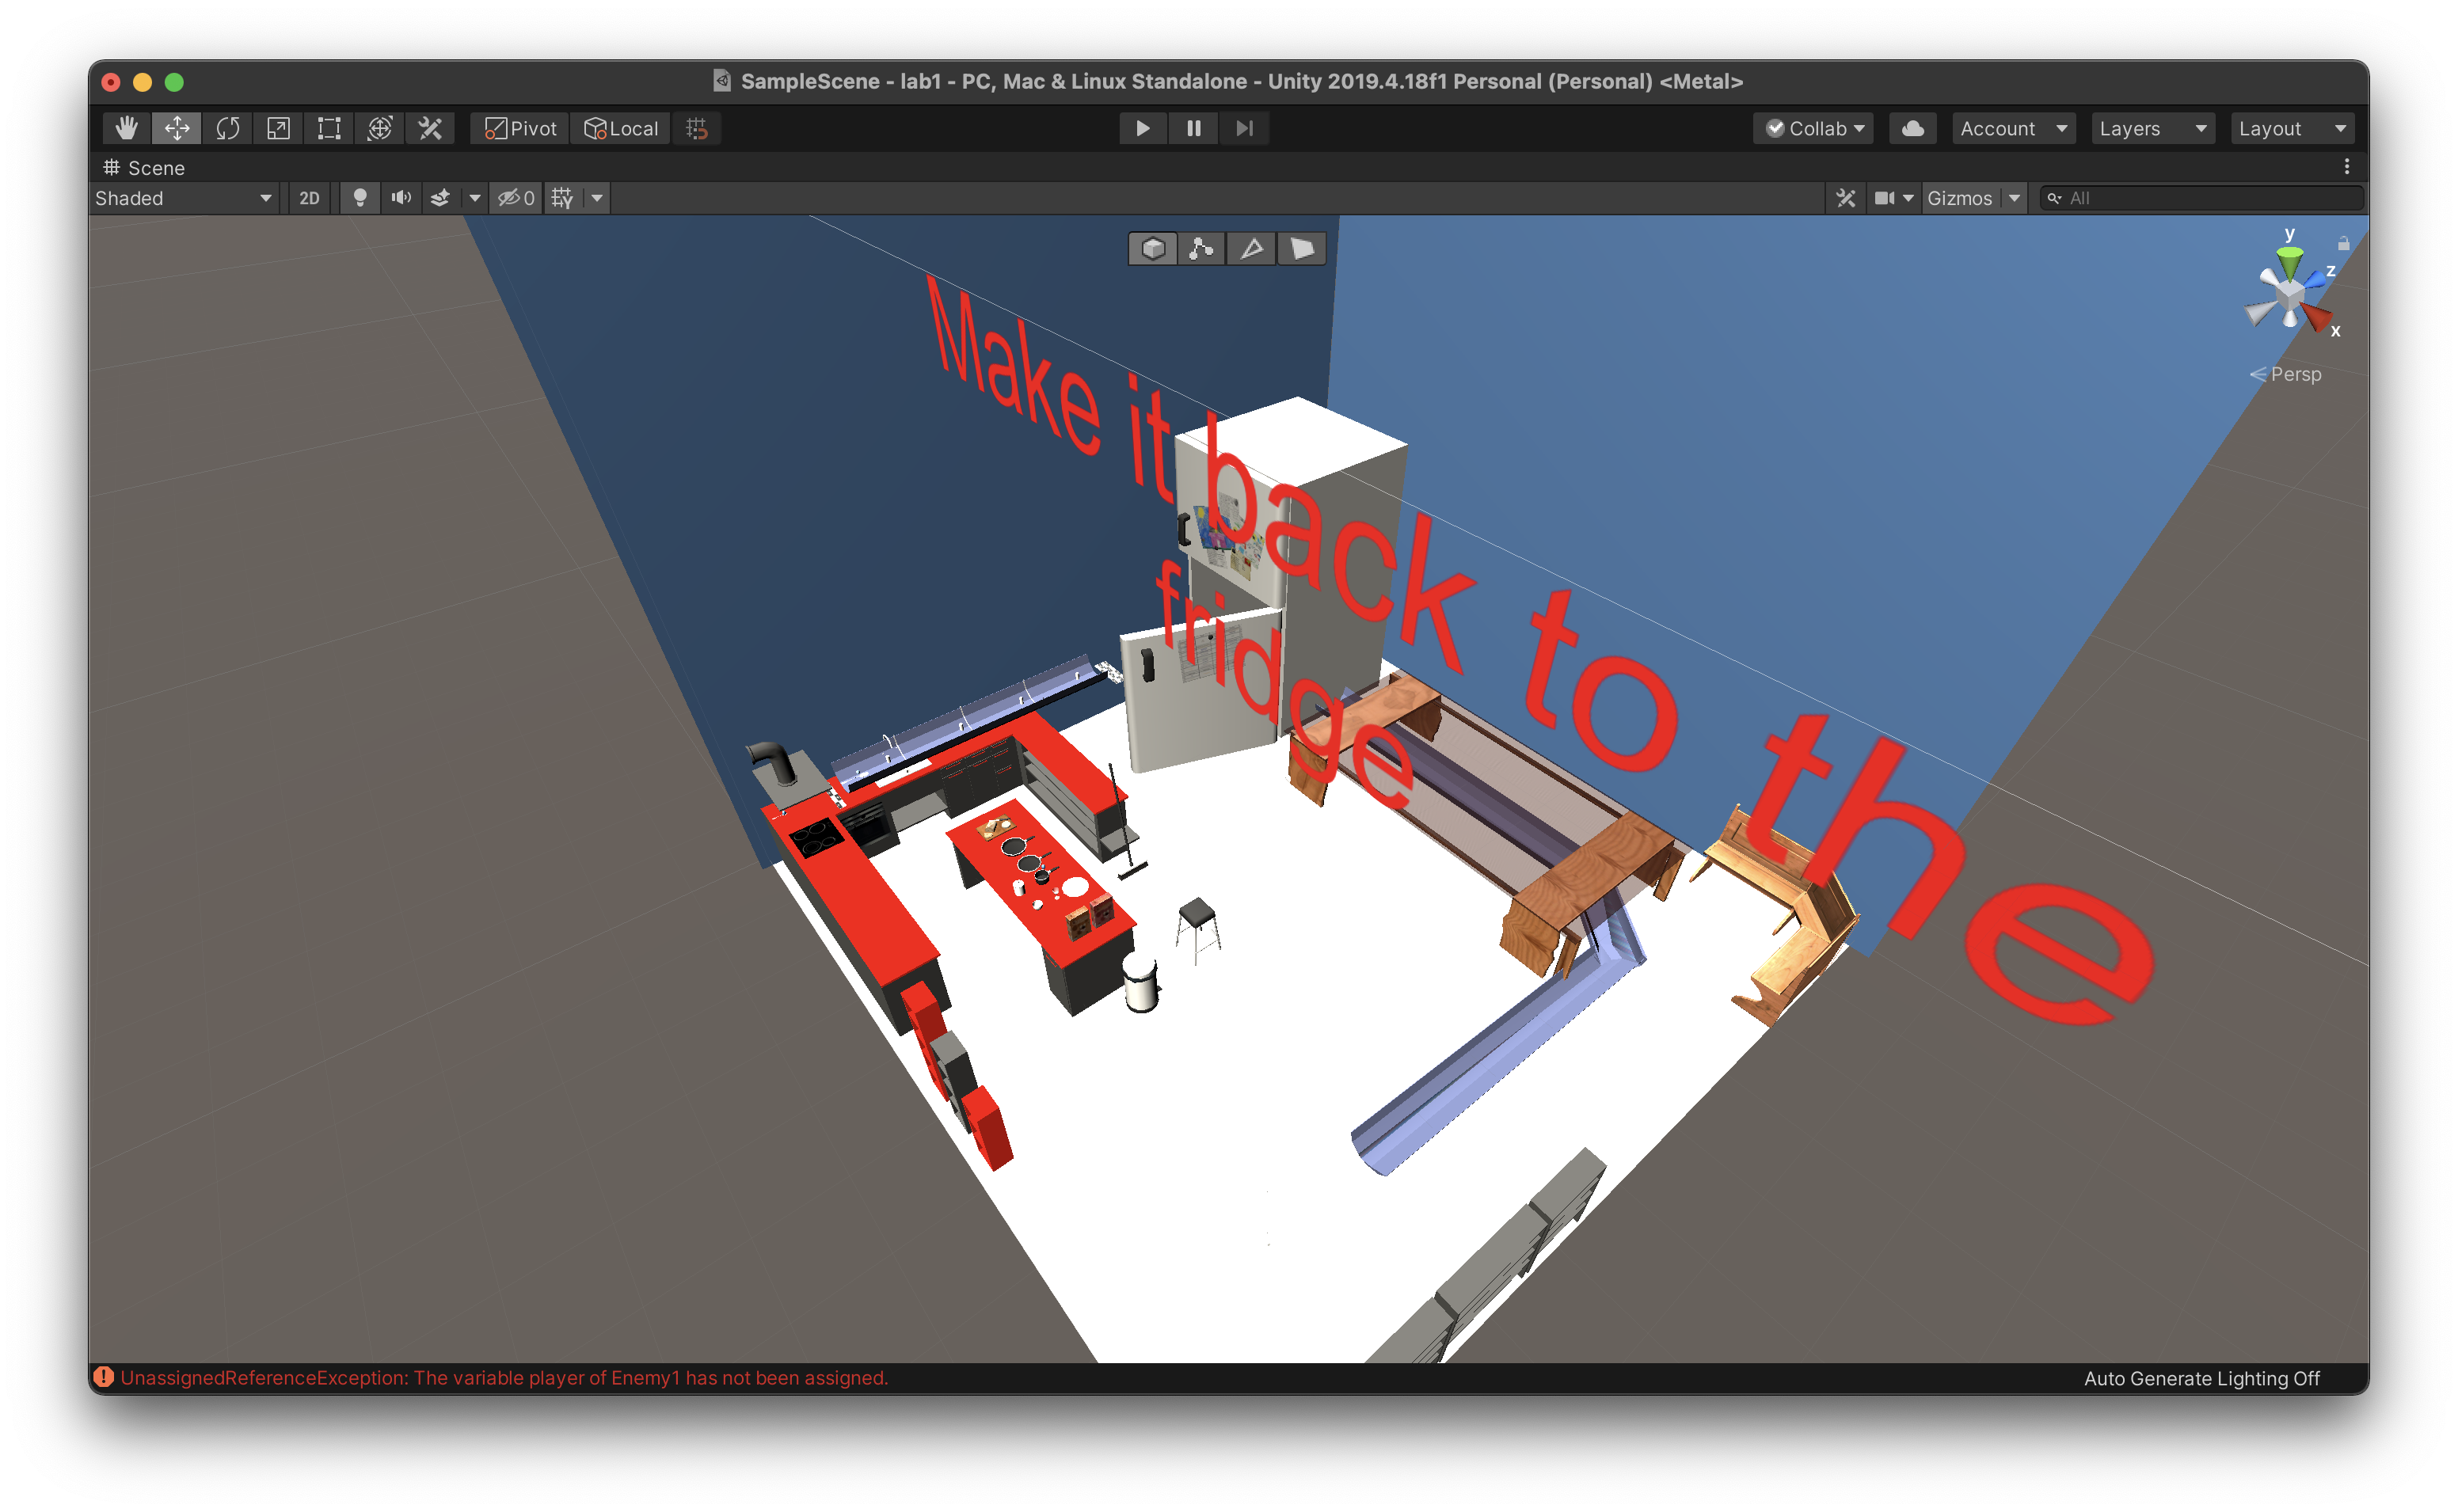 SampleScene - lab1 - PC, Mac & Linux Standalone - Unity 2019.4.18f1 Personal (Personal) <Metal>
Pivot Local Collab Account Layers Layout
Scene
Shaded 2D 0 Gizmos All
y
z
x
Persp
Make it back to the
fridge
UnassignedReferenceException: The variable player of Enemy1 has not been assigned. Auto Generate Lighting Off